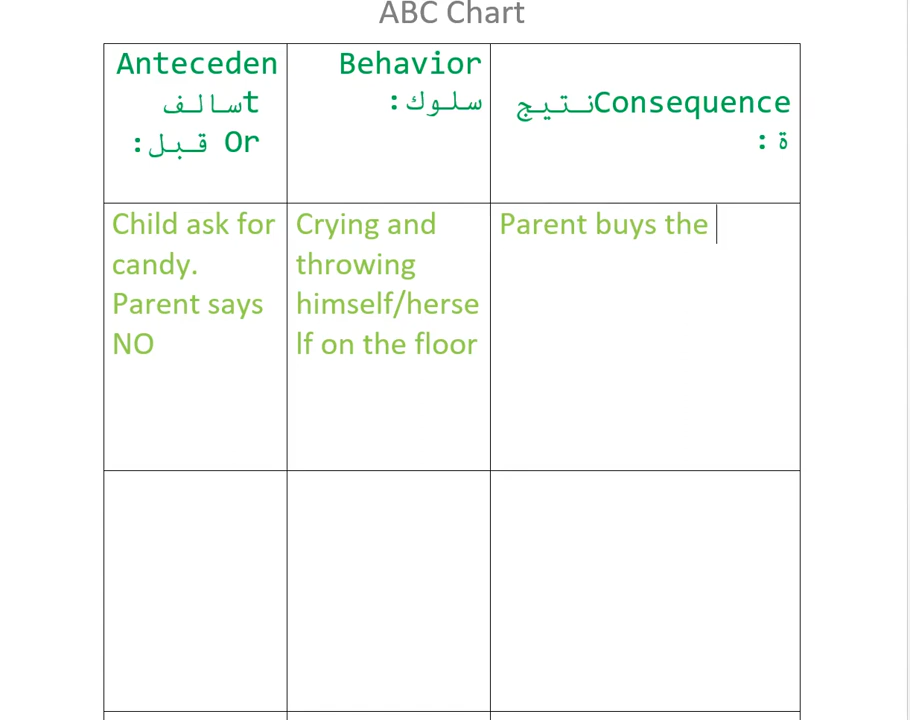 ABC Chart
Anteceden
tسالف
Or قبل:
Behavior
سلوك:
Consequenceنتيج
ة:
Child ask for
candy.
Parent says
NO
Crying and
throwing
himself/herse
lf on the floor
Parent buys the